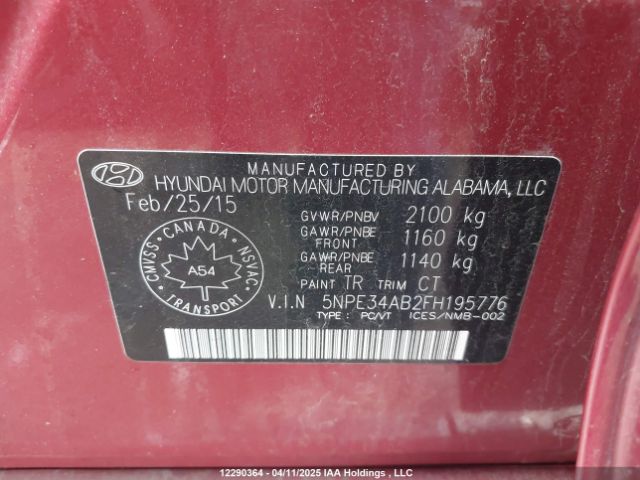 MANUFACTURED BY
HYUNDAI MOTOR MANUFACTURING ALABAMA, LLC
Feb/25/15
GVWR/PNBV 2100 kg
GAWR/PNBE FRONT 1160 kg
GAWR/PNBE REAR 1140 kg
PAINT TR TRIM CT
V.I.N 5NPE34AB2FH195776
TYPE : PC/VT ICES/NMB-002
CMVSS CANADA NSVAC
A54
TRANSPORT
12290364 - 04/11/2025 IAA Holdings , LLC